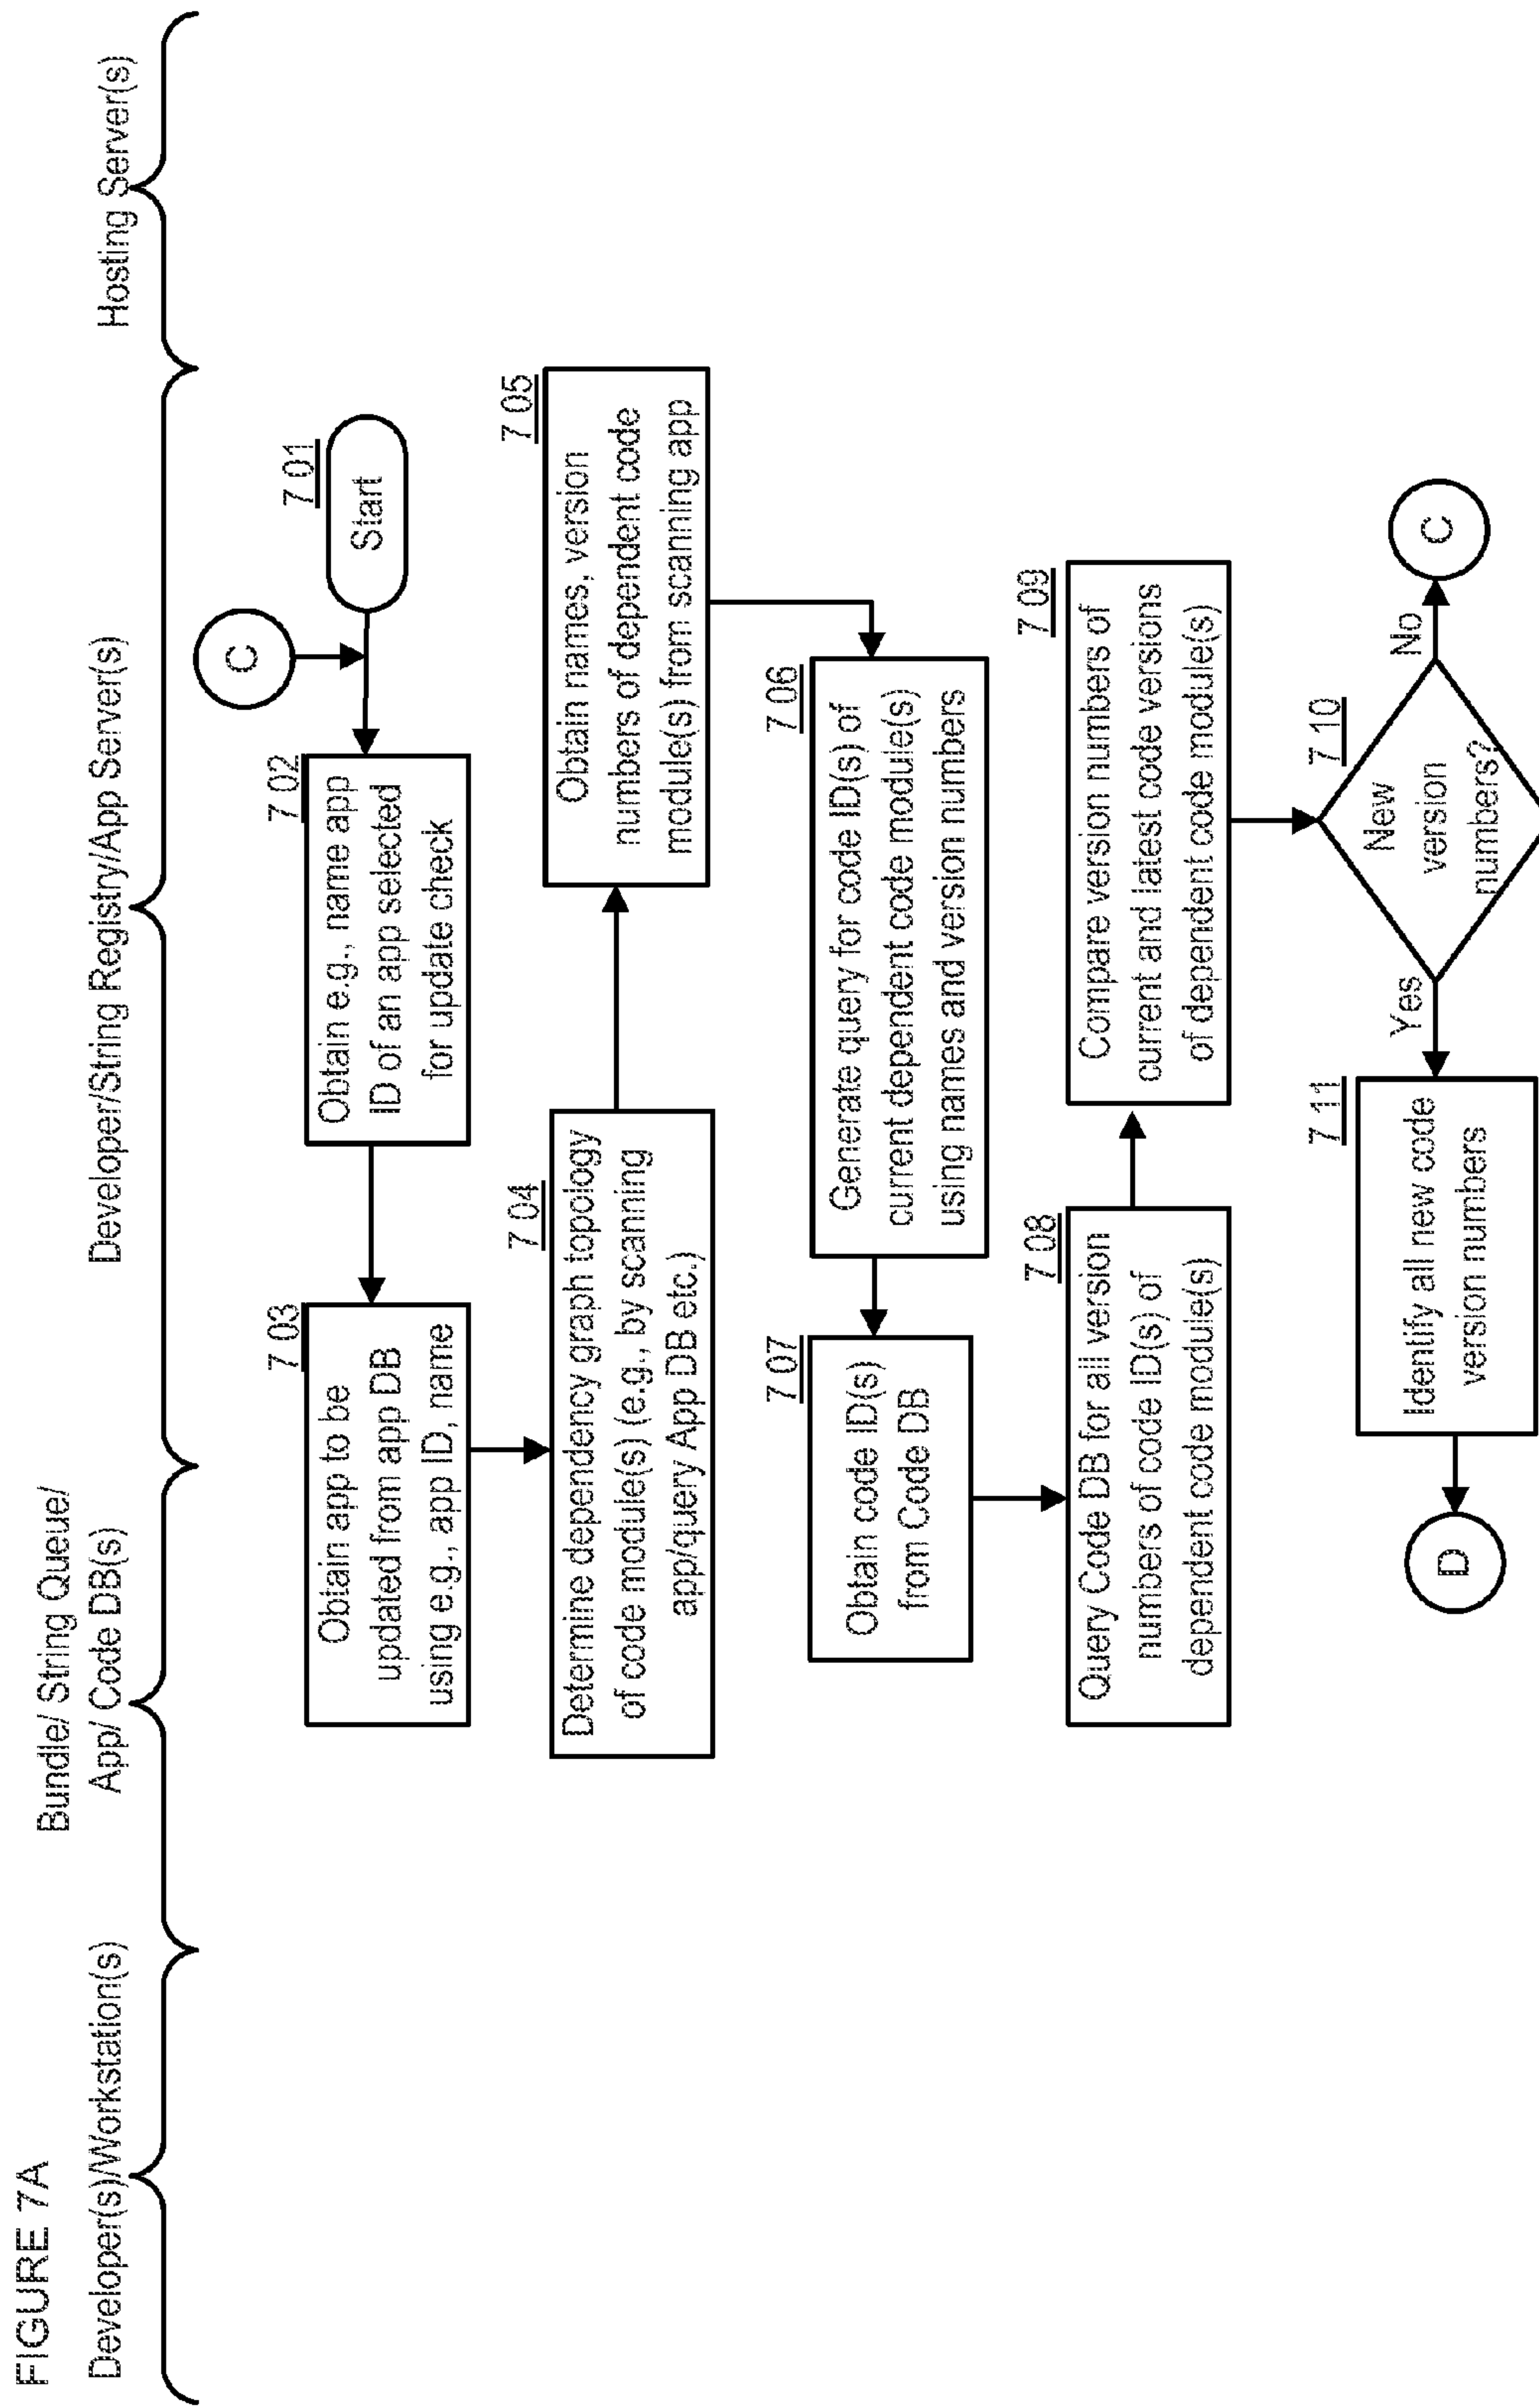 FIGURE 7A
Developer(s)/Workstation(s)
Bundle/ String Queue/
App/ Code DB(s)
Developer/String Registry/App Server(s)
Hosting Server(s)
C
7 01
Start
7 02
Obtain e.g., name app
ID of an app selected
for update check
7 03
Obtain app to be
updated from app DB
using e.g., app ID, name
7 04
Determine dependency graph topology
of code module(s) (e.g., by scanning
app/query App DB etc.)
7 05
Obtain names, version
numbers of dependent code
module(s) from scanning app
7 06
Generate query for code ID(s) of
current dependent code module(s)
using names and version numbers
7 07
Obtain code ID(s)
from Code DB
7 08
Query Code DB for all version
numbers of code ID(s) of
dependent code module(s)
7 09
Compare version numbers of
current and latest code versions
of dependent code module(s)
7 10
New
version
numbers?
No
C
Yes
7 11
Identify all new code
version numbers
D